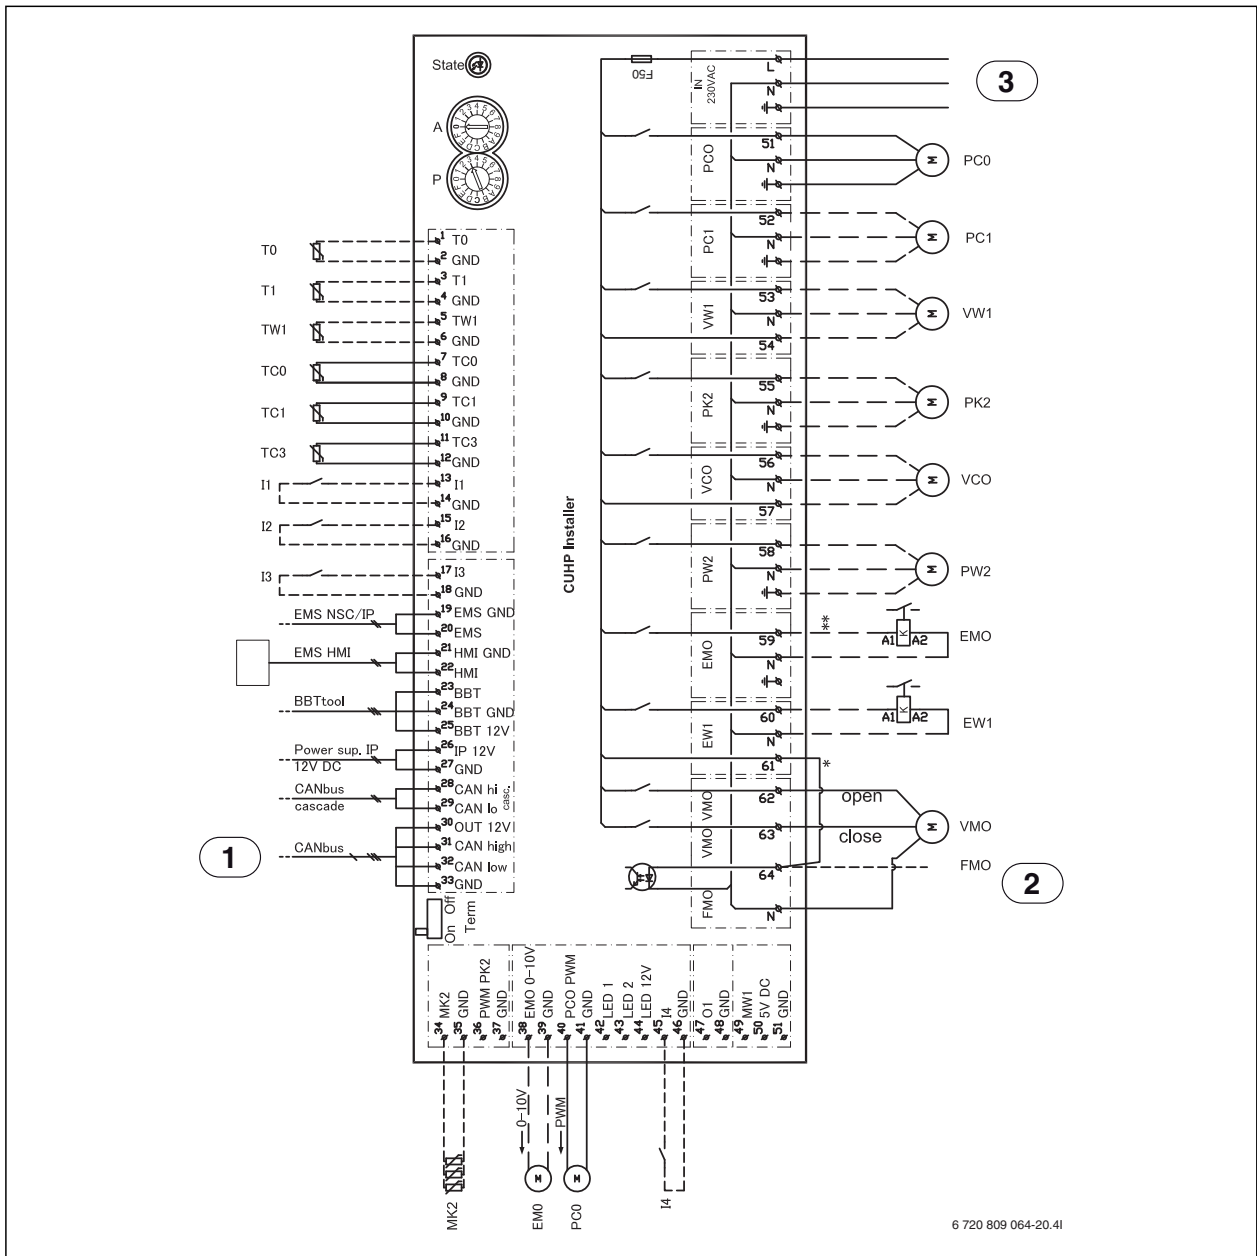 State
A
P
F50
IN
230VAC
L
N
3
CUHP Installer
T0
1 T0
2 GND
T1
3 T1
4 GND
TW1
5 TW1
6 GND
TC0
7 TC0
8 GND
TC1
9 TC1
10 GND
TC3
11 TC3
12 GND
I1
13 I1
14 GND
I2
15 I2
16 GND
I3
17 I3
18 GND
EMS NSC/IP
19 EMS GND
20 EMS
EMS HMI
21 HMI GND
22 HMI
BBTtool
23 BBT
24 BBT GND
25 BBT 12V
Power sup. IP
12V DC
26 IP 12V
27 GND
CANbus
cascade
28 CAN hi
29 CAN lo
casc.
1
CANbus
30 OUT 12V
31 CAN high
32 CAN low
33 GND
On Off
Term
PCO
51
N
M
PC0
PC1
52
N
M
PC1
VW1
53
N
54
M
VW1
PK2
55
N
M
PK2
VCO
56
N
57
M
VCO
PW2
58
N
M
PW2
EMO
59
N
**
A1 K A2
EMO
EW1
60
N
61
*
A1 K A2
EW1
VMO
62
open
VMO
63
close
M
VMO
FMO
64
N
FMO
2
34 MK2
35 GND
36 PWM PK2
37 GND
38 EMO 0-10V
39 GND
40 PCO PWM
41 GND
42 LED 1
43 LED 2
44 LED 12V
45 I4
46 GND
47 O1
48 GND
49 MW1
50 5V DC
51 GND
0-10V
PWM
M
M
MK2
EM0
PC0
I4
6 720 809 064-20.4I